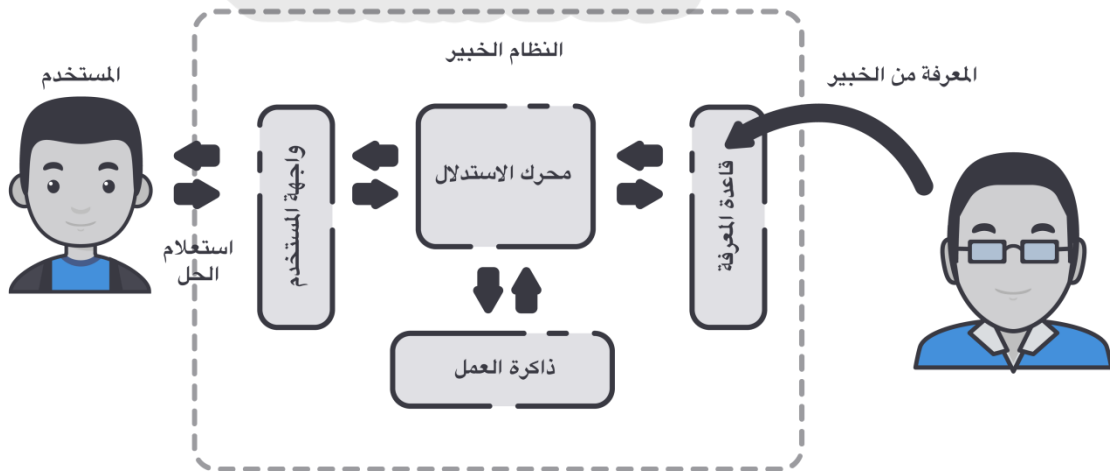 النظام الخبير
المعرفة من الخبير
المستخدم
قاعدة المعرفة
محرك الاستدلال
واجهة المستخدم
استعلام
الحل
ذاكرة العمل